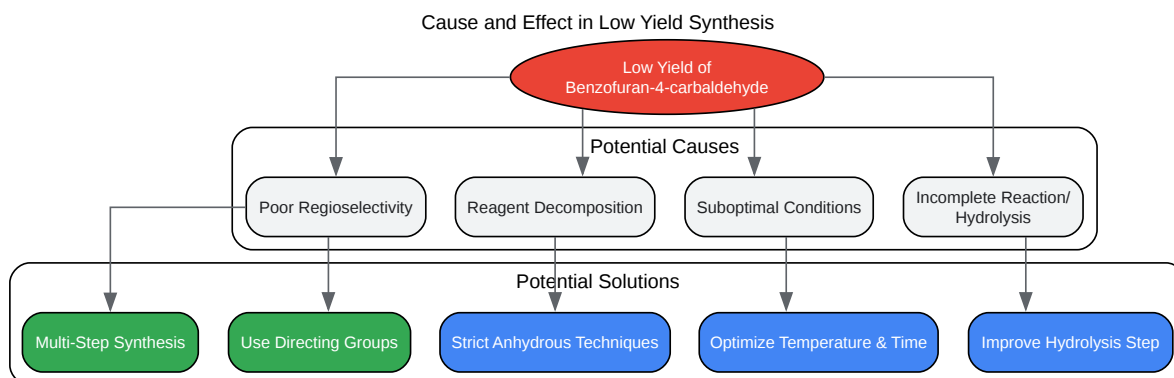 Cause and Effect in Low Yield Synthesis
Low Yield of
Benzofuran-4-carbaldehyde
Potential Causes
Poor Regioselectivity
Reagent Decomposition
Suboptimal Conditions
Incomplete Reaction/
Hydrolysis
Potential Solutions
Multi-Step Synthesis
Use Directing Groups
Strict Anhydrous Techniques
Optimize Temperature & Time
Improve Hydrolysis Step